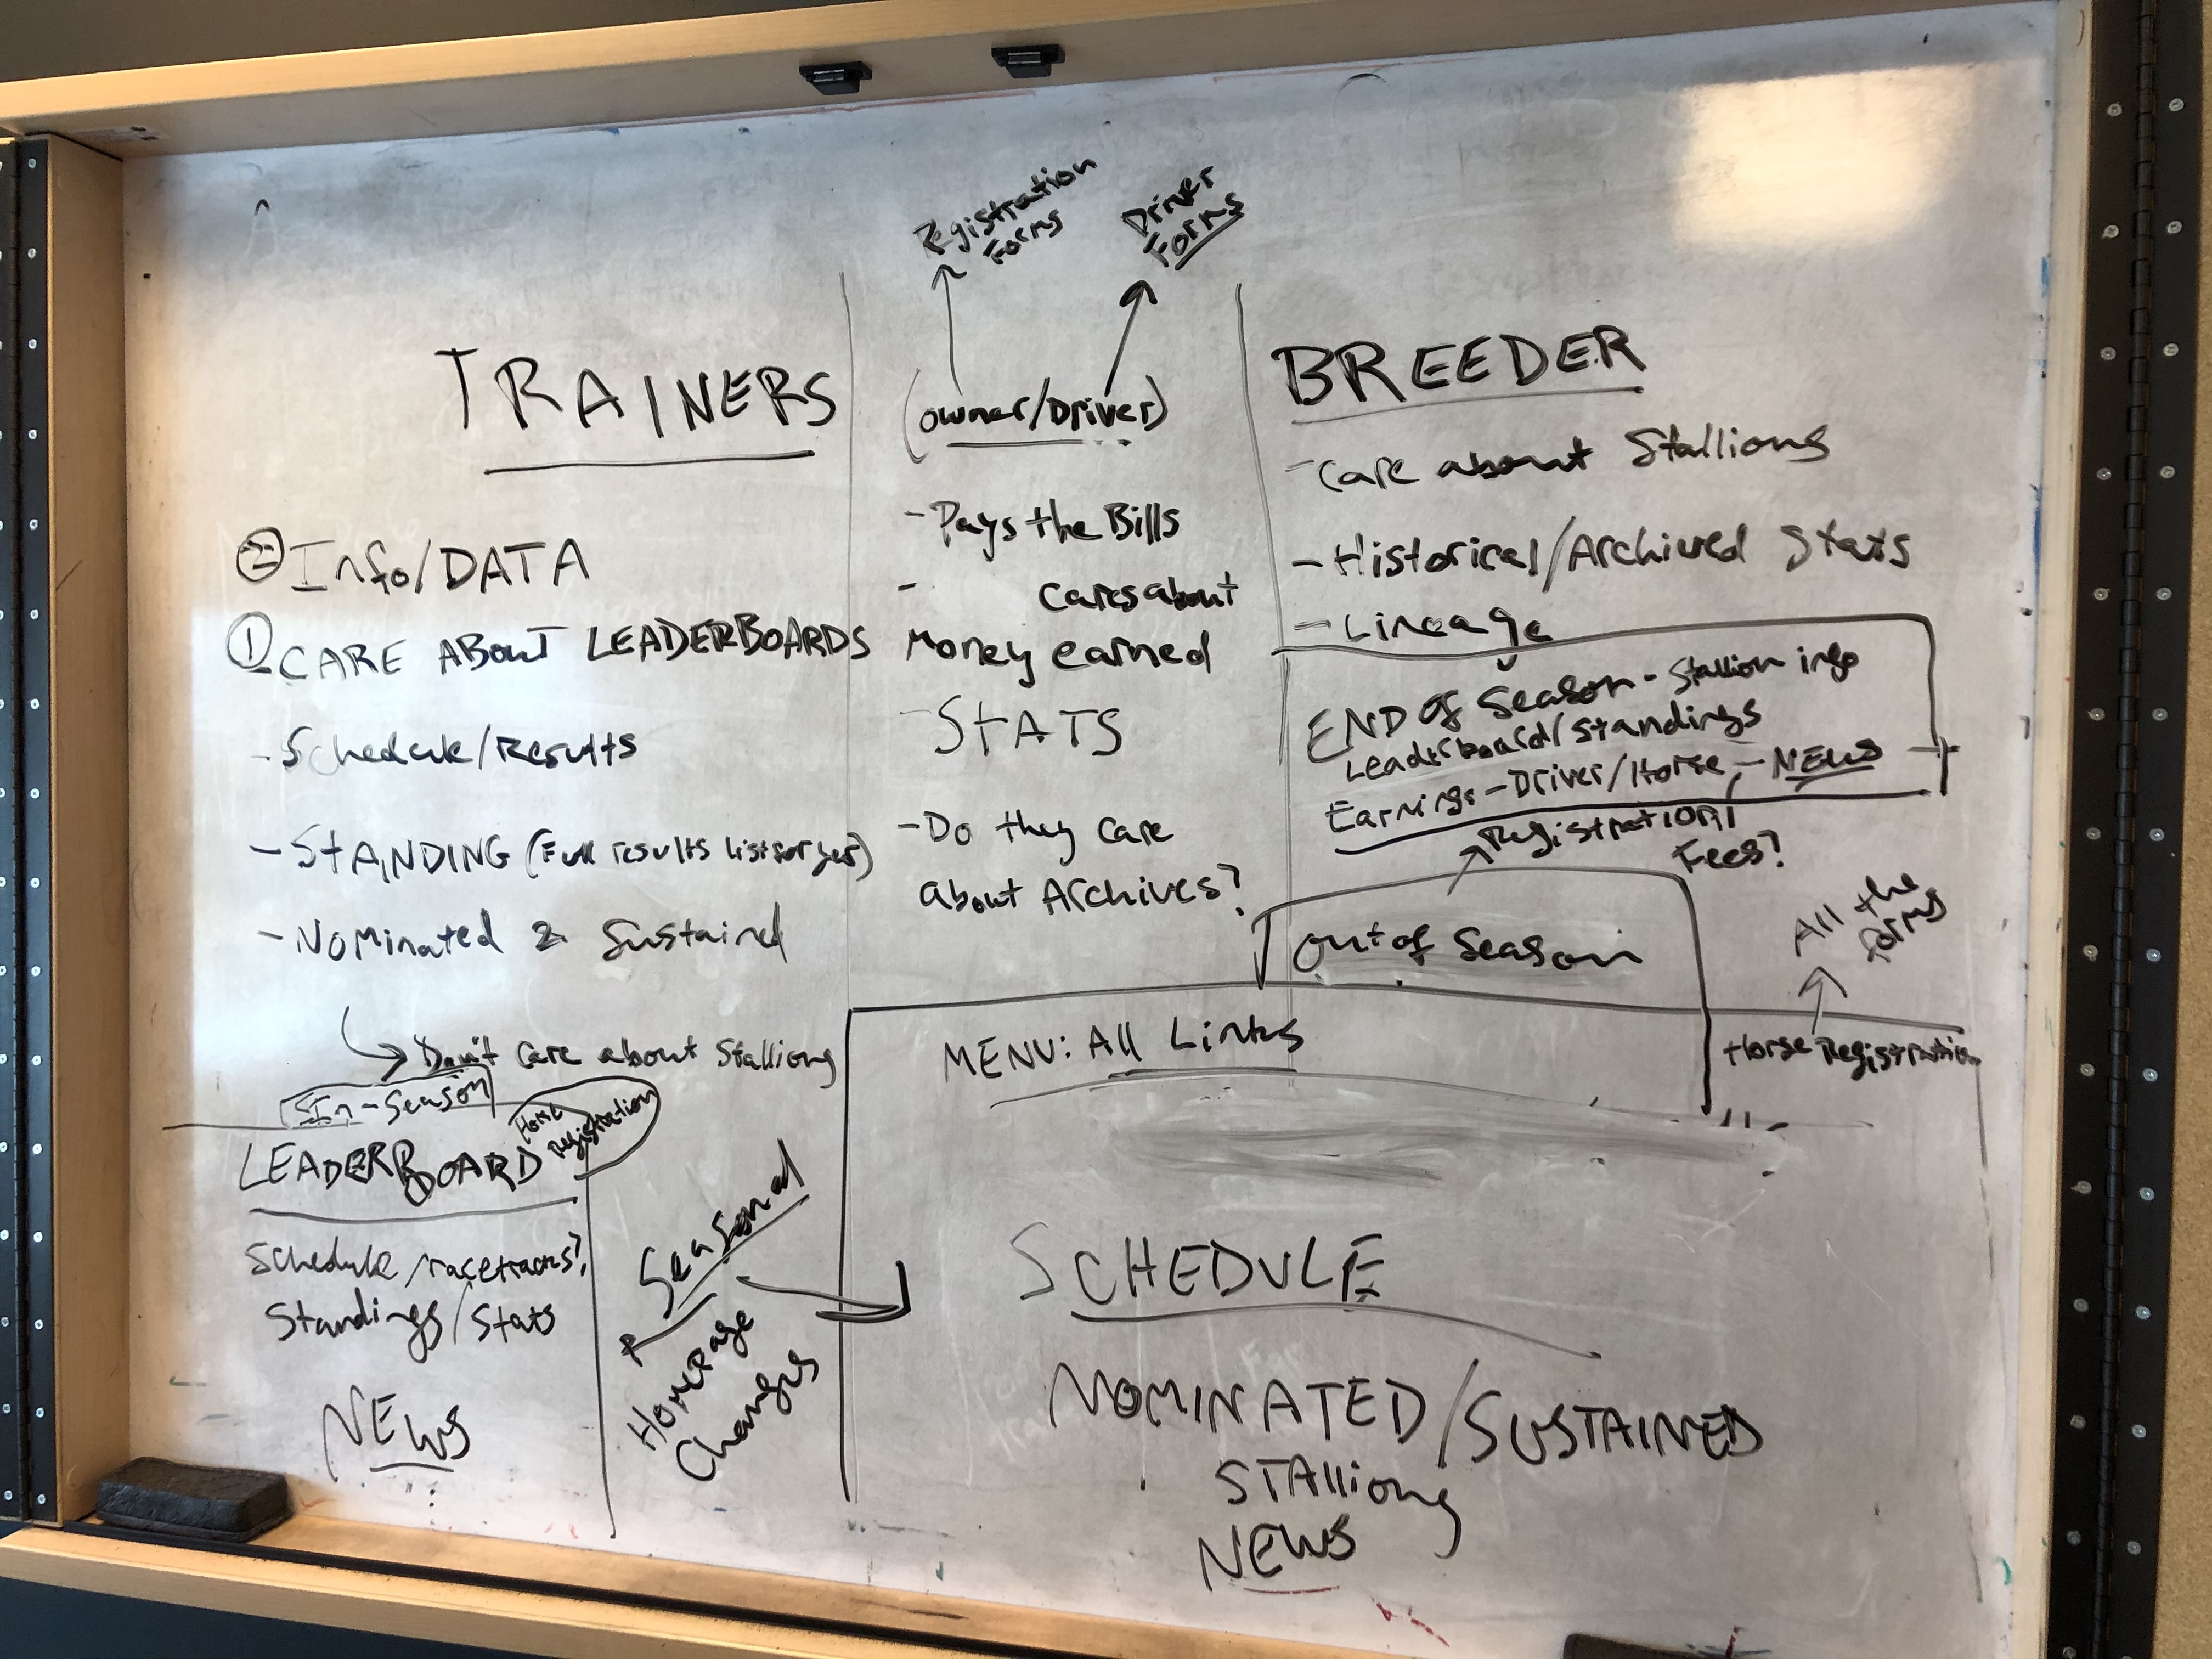 Registration
Forms
Driver
Forms
TRAINERS
② Info/DATA
① CARE ABOUT LEADERBOARDS
- Schedule/Results
- STANDING (Full results list for year)
- Nominated & Sustained
Don't care about Stallions
(owner/Driver)
- Pays the Bills
- Cares about
Money earned
- STATS
- Do they care
about Archives?
BREEDER
- Care about Stallions
- Historical/Archived Stats
- Lineage
END OF Season - Stallion info
Leaderboard/Standings
Earnings - Driver/Horse, - NEWS
Registration
Fees?
Out of Season
All the
forms
Horse Registration
MENU: All Links
SCHEDULE
NOMINATED/SUSTAINED
STAllions
NEWS
In-Season
Horse
Registration
LEADERBOARD
Schedule/racetracks?
Standings/Stats
NEWS
Seasonal
Homepage
Changes